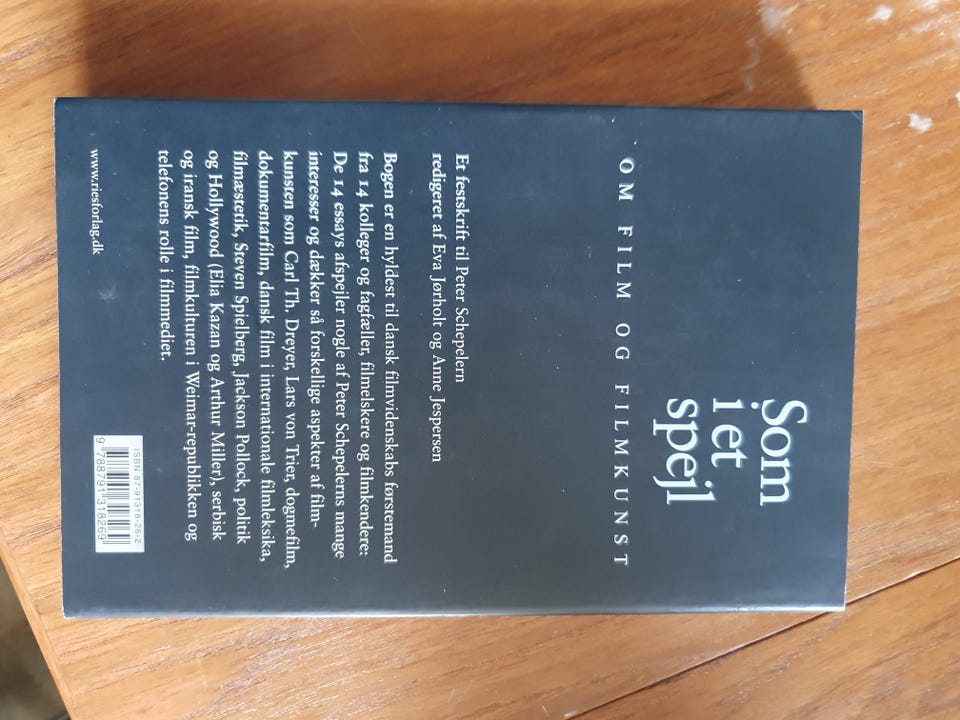 Som
i et
spejl
OM FILM OG FILMKUNST
Et festskrift til Peter Schepelern
redigeret af Eva Jørholt og Anne Jespersen
Bogen er en hyldest til dansk filmvidenskabs førstemand
fra 14 kolleger og fagfæller, filmelskere og filmkendere:
De 14 essays afspejler nogle af Peter Schepelerns mange
interesser og dækker så forskellige aspekter af film-
kunsten som Carl Th. Dreyer, Lars von Trier, dogmefilm,
dokumentarfilm, dansk film i internationale filmleksika,
filmæstetik, Steven Spielberg, Jackson Pollock, politik
og Hollywood (Elia Kazan og Arthur Miller), serbisk
og iransk film, filmkulturen i Weimar-republikken og
telefonens rolle i filmmediet.
www.riesforlag.dk
ISBN 87-91318-26-2
9 788791 318269